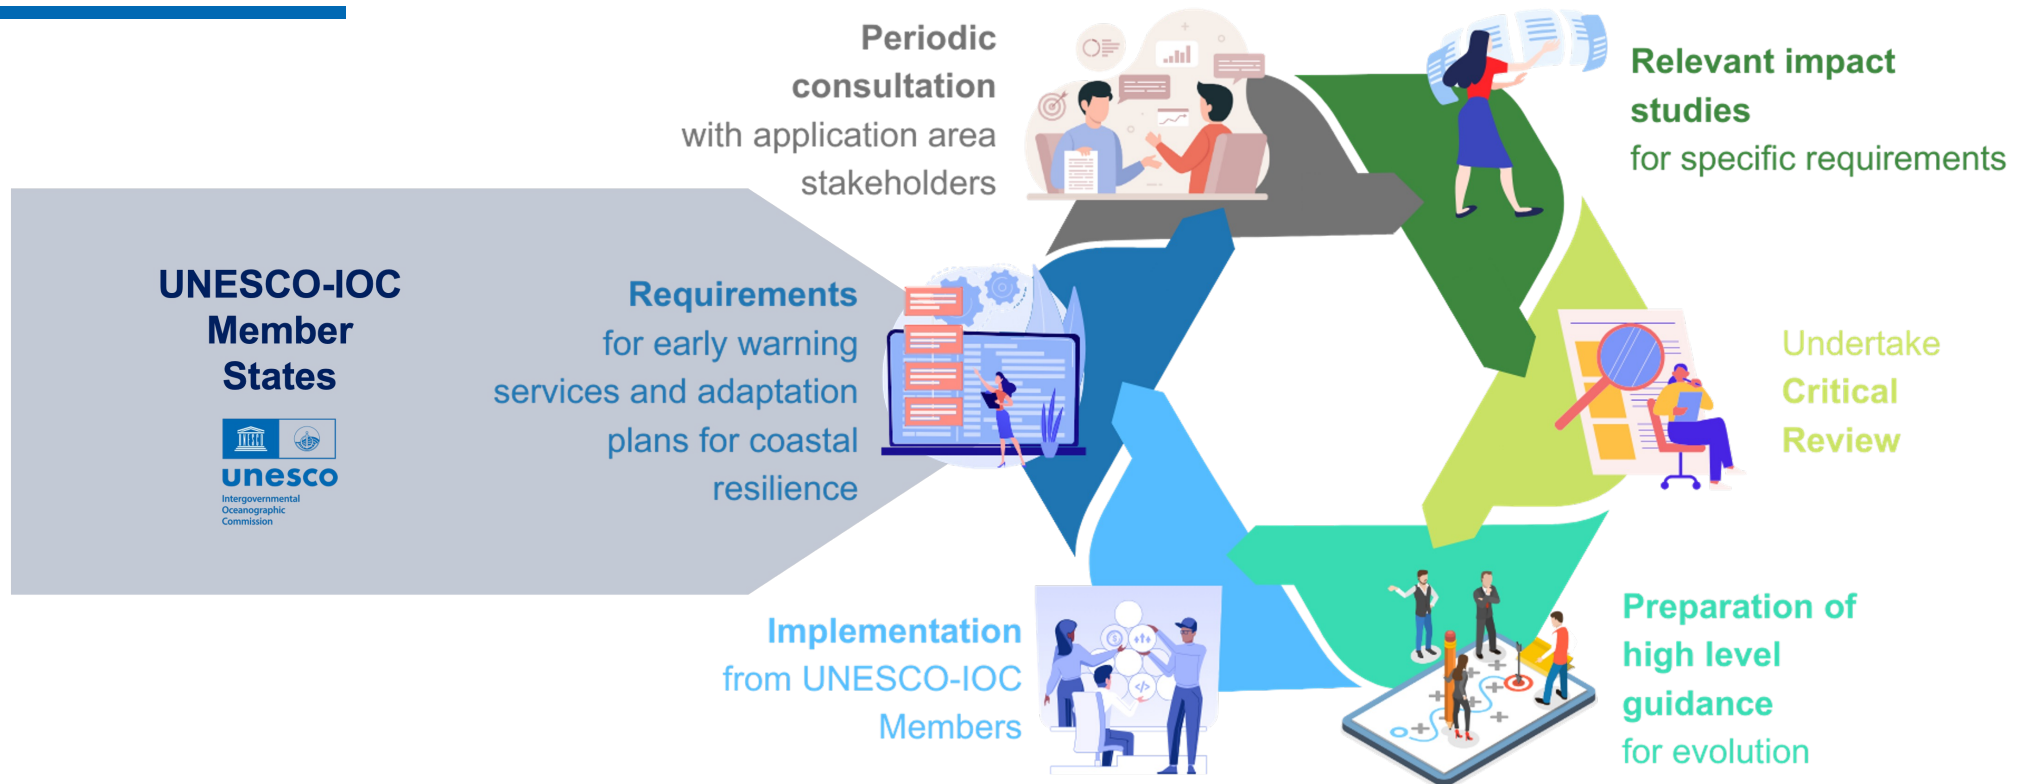 UNESCO-IOC
Member
States
unesco
Intergovernmental
Oceanographic
Commission
Requirements
for early warning
services and adaptation
plans for coastal
resilience
Periodic
consultation
with application area
stakeholders
Relevant impact
studies
for specific requirements
Undertake
Critical
Review
Preparation of
high level
guidance
for evolution
Implementation
from UNESCO-IOC
Members